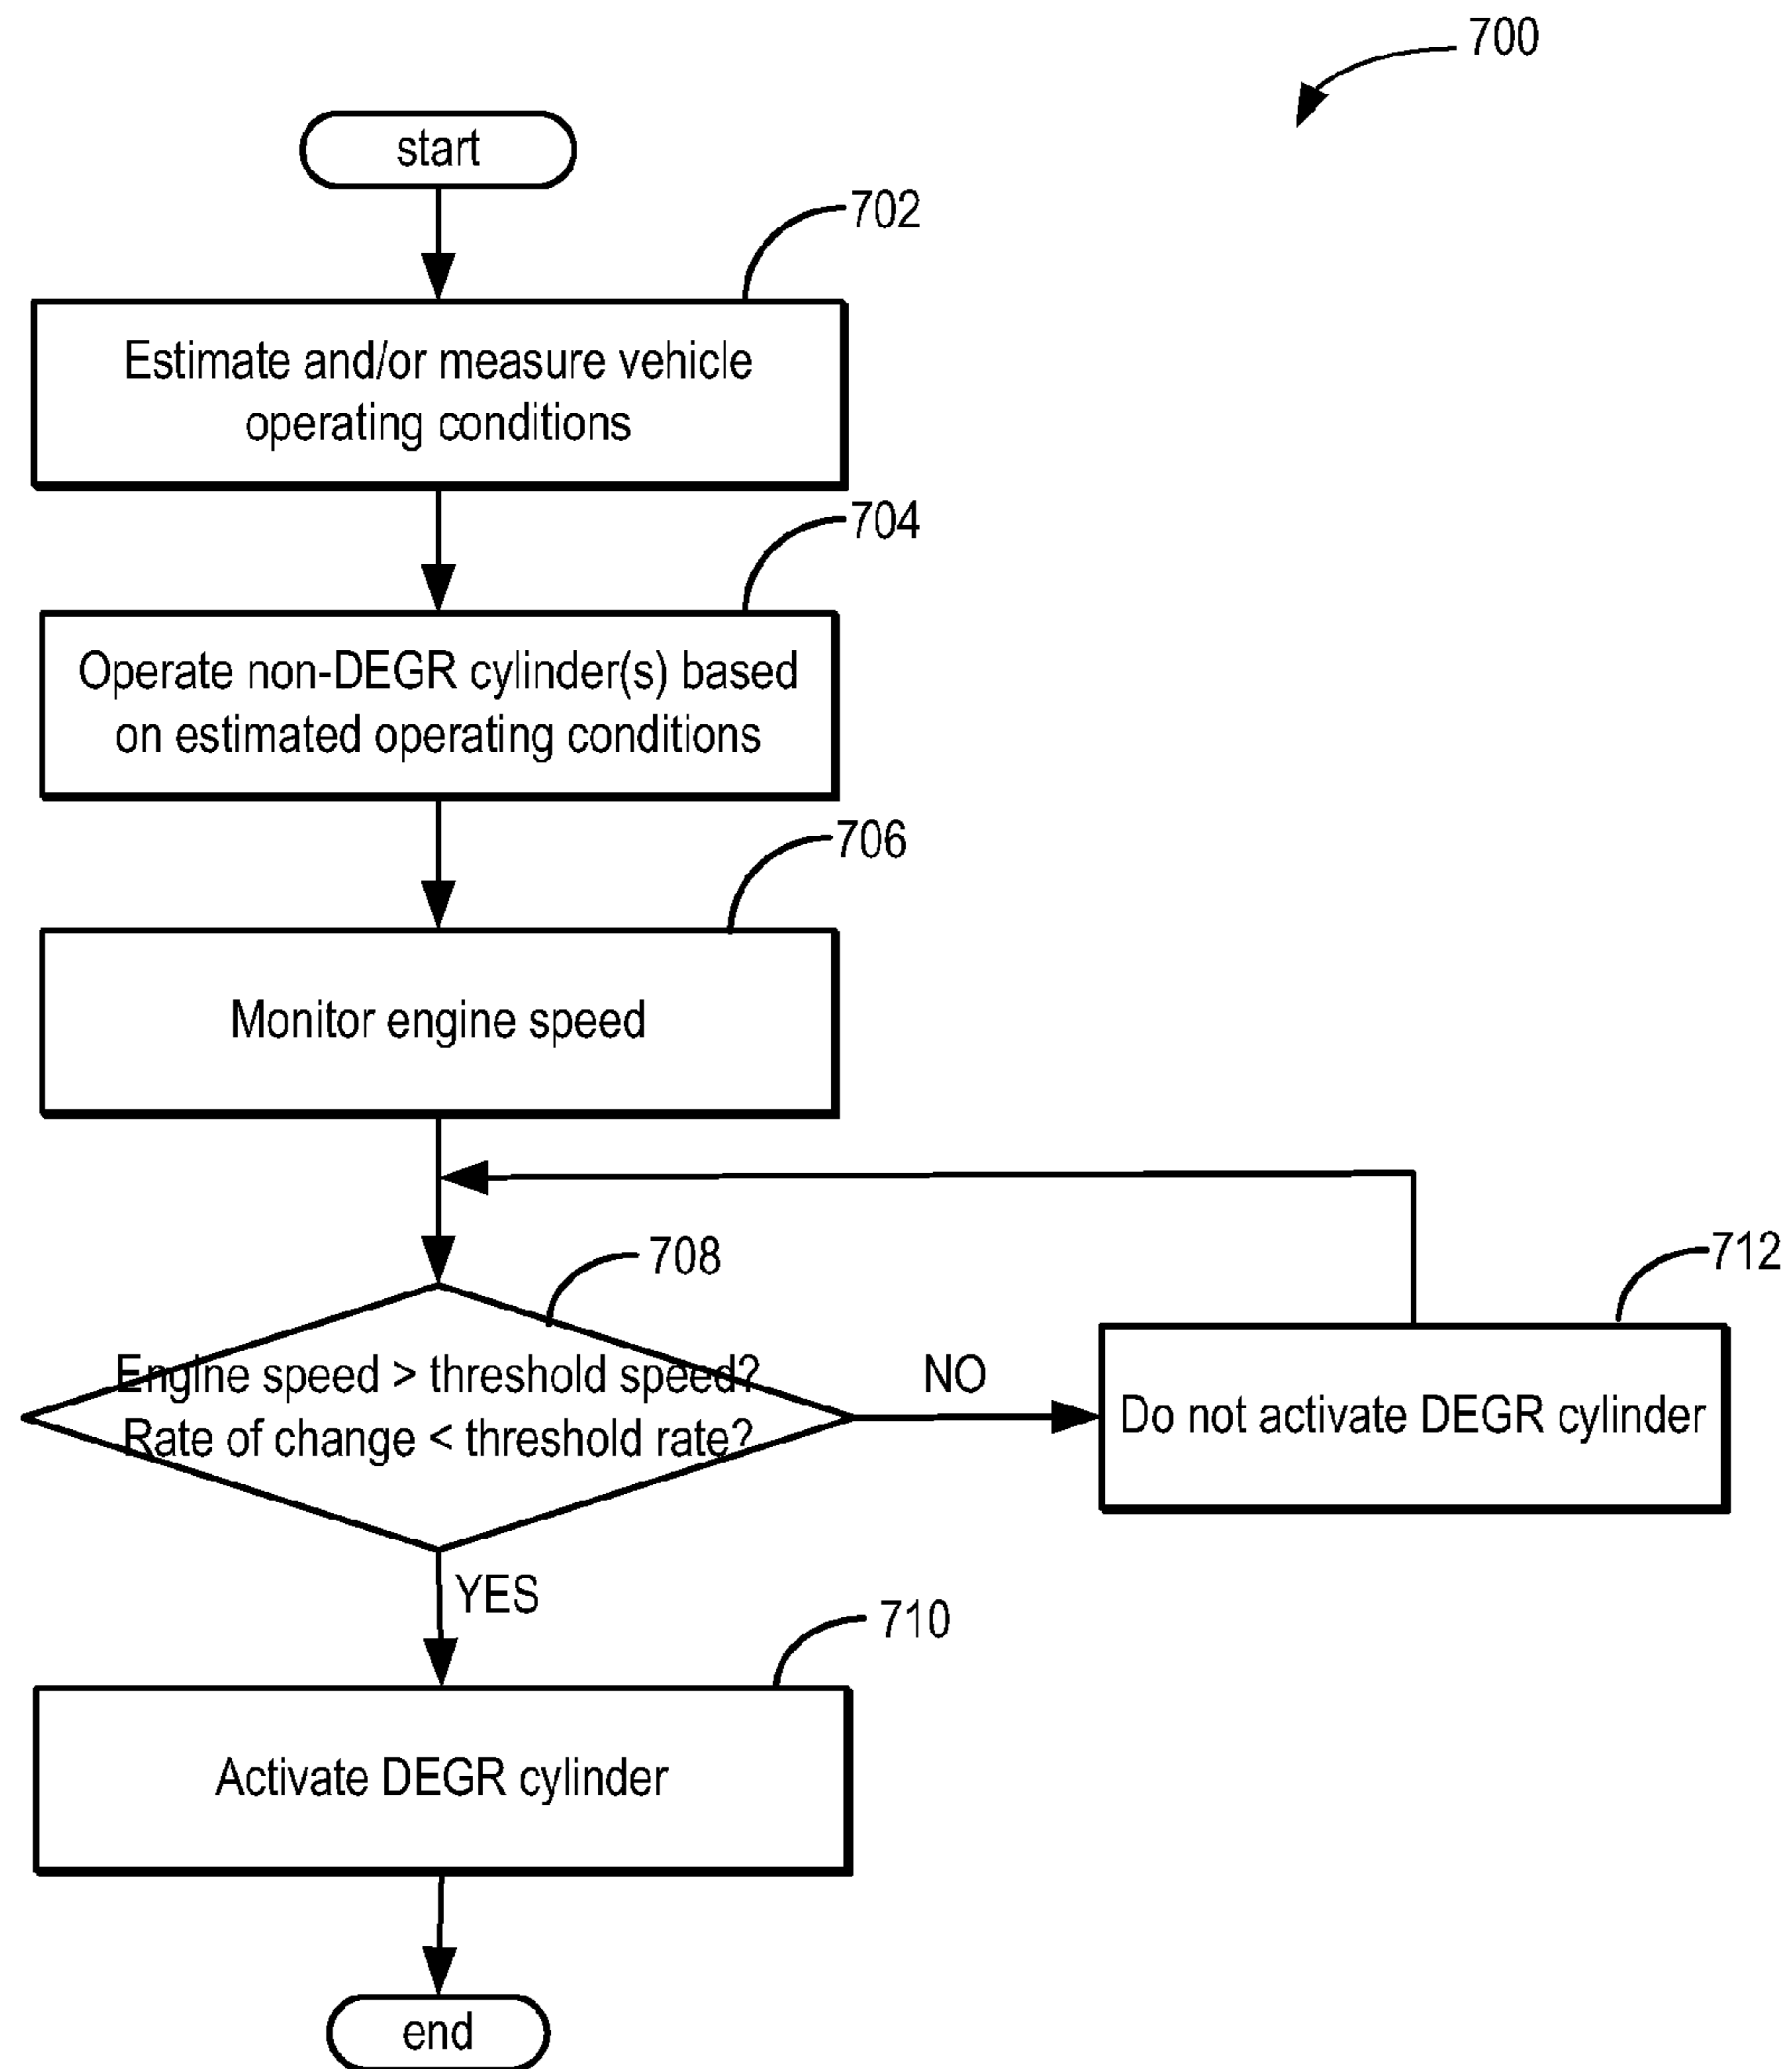 700
start
702
Estimate and/or measure vehicle
operating conditions
704
Operate non-DEGR cylinder(s) based
on estimated operating conditions
706
Monitor engine speed
708
Engine speed > threshold speed?
Rate of change < threshold rate?
NO
712
Do not activate DEGR cylinder
YES
710
Activate DEGR cylinder
end